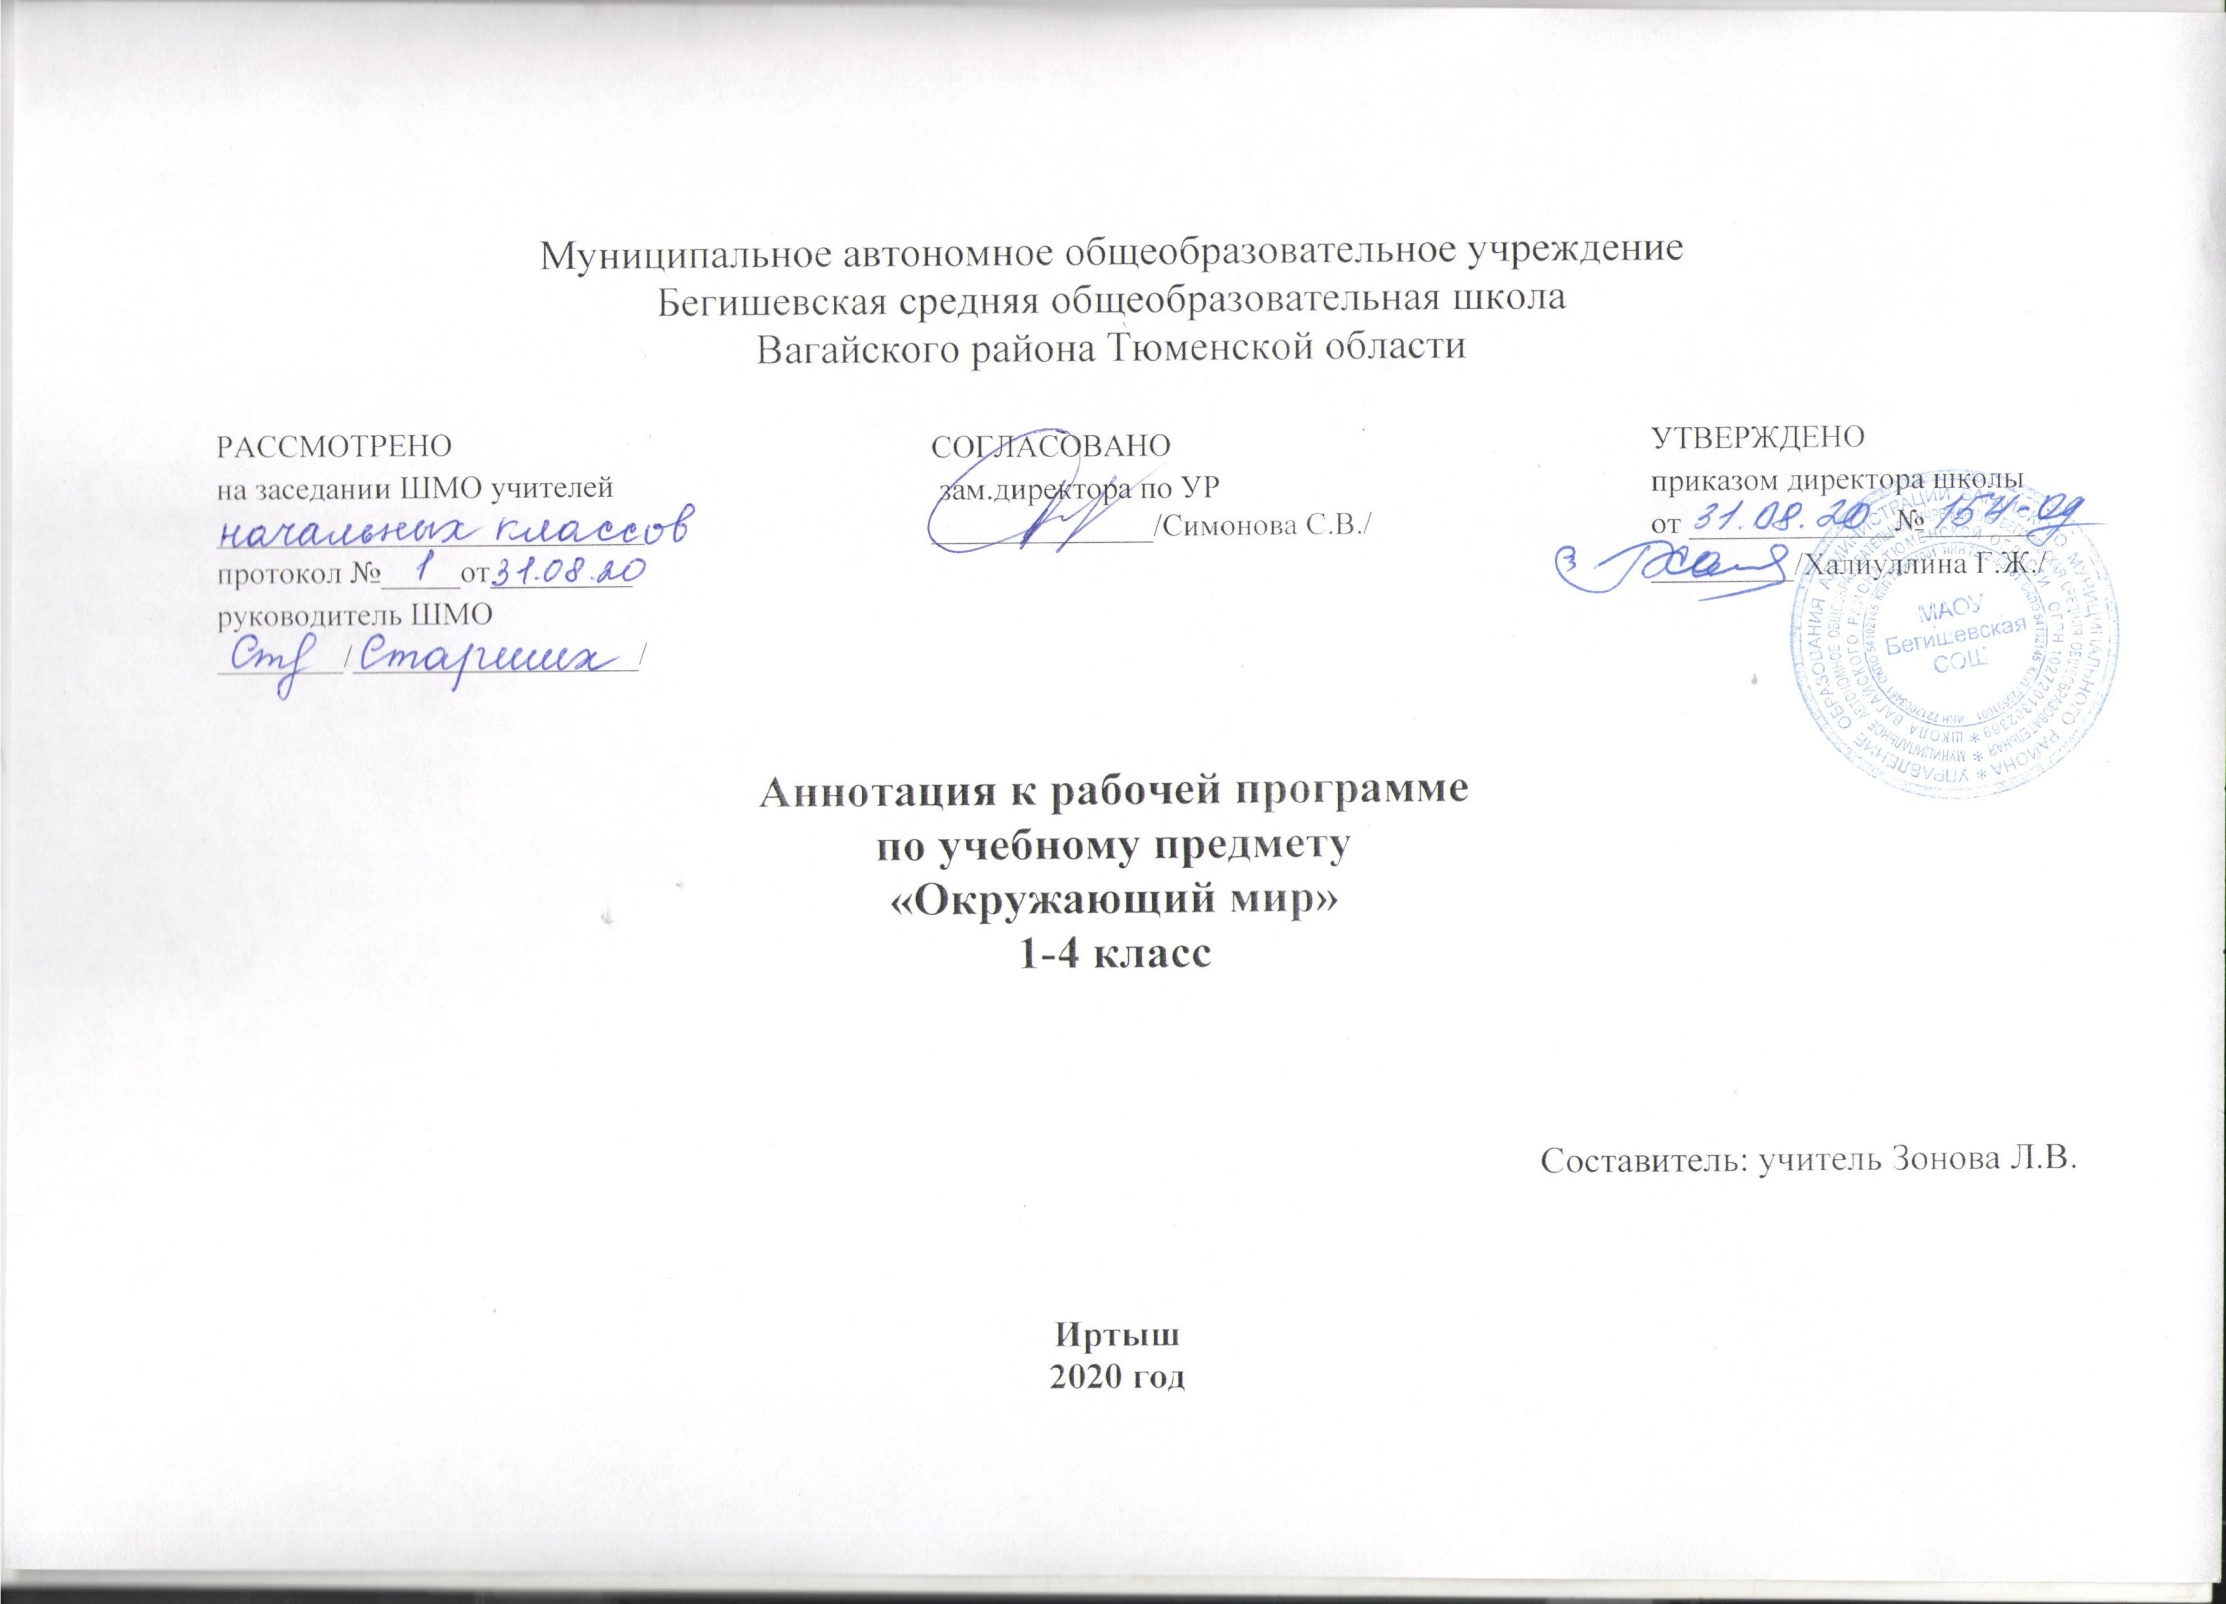 Муниципальное автономное общеобразовательное учреждение
Бегишевская средняя общеобразовательная школа
Вагайского района Тюменской области
РАССМОТРЕНО
на заседании ШМО учителей
начальных классов
протокол № 1 от 31.08.20
руководитель ШМО
/ Старших /
СОГЛАСОВАНО
зам.директора по УР
/Симонова С.В./
УТВЕРЖДЕНО
приказом директора школы
от 31.08.20 № 154-од
/Халиуллина Г.Ж./
МАОУ
Бегишевская
СОШ
Аннотация к рабочей программе
по учебному предмету
«Окружающий мир»
1-4 класс
Составитель: учитель Зонова Л.В.
Иртыш
2020 год